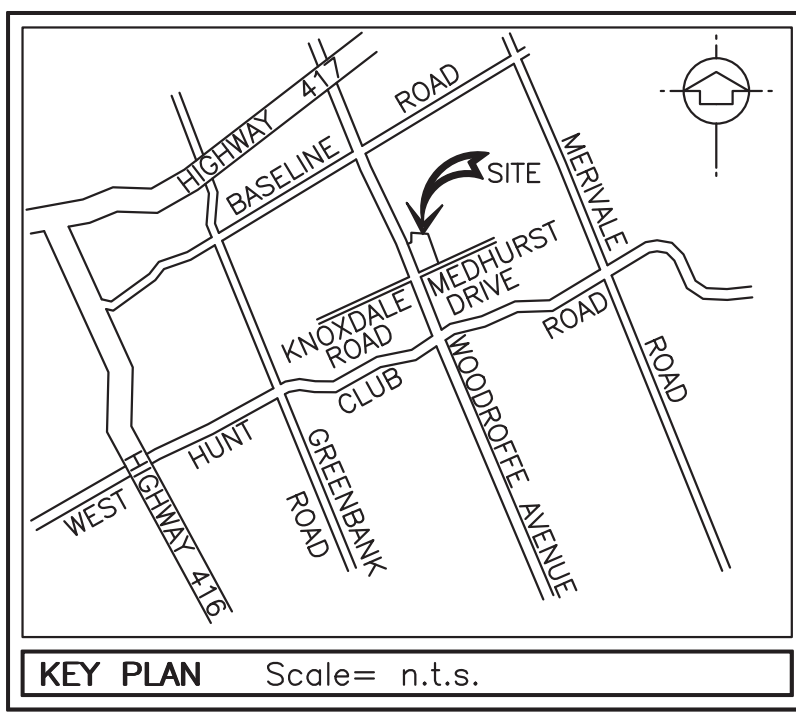 HIGHWAY 417
BASELINE ROAD
SITE
MERIVALE ROAD
MEDHURST
DRIVE
KNOXDALE
ROAD
WEST HUNT CLUB ROAD
WOODROFFE AVENUE
GREENBANK
ROAD
HIGHWAY 416
KEY PLAN Scale= n.t.s.